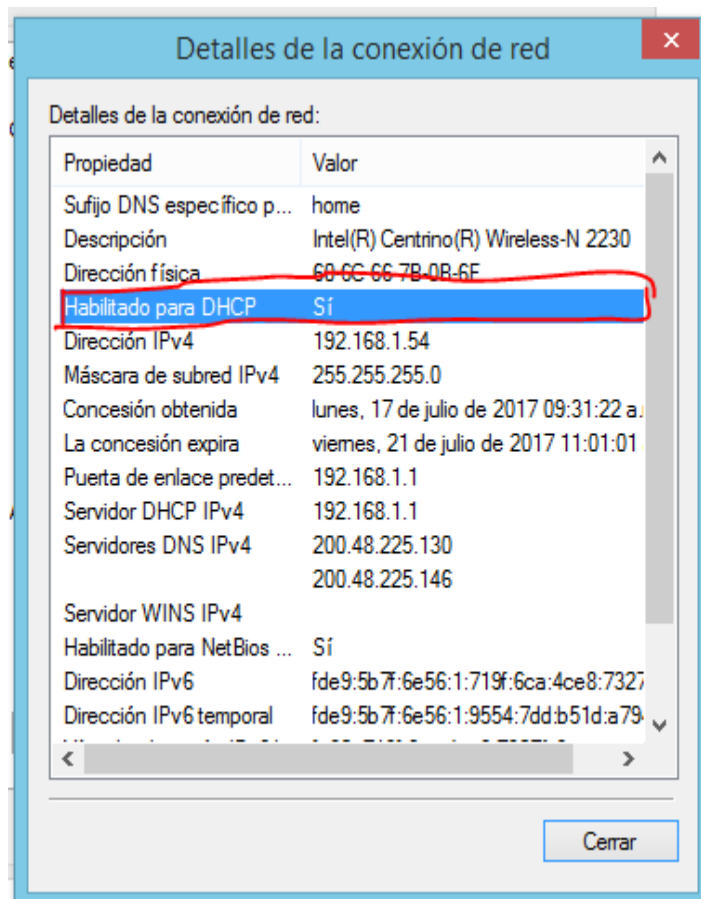 Detalles de la conexión de red
Detalles de la conexión de red:
Propiedad Valor
Sufijo DNS específico p... home
Descripción Intel(R) Centrino(R) Wireless-N 2230
Dirección física 60-6C-66-7B-0B-6F
Habilitado para DHCP Sí
Dirección IPv4 192.168.1.54
Máscara de subred IPv4 255.255.255.0
Concesión obtenida lunes, 17 de julio de 2017 09:31:22 a.
La concesión expira viernes, 21 de julio de 2017 11:01:01
Puerta de enlace predet... 192.168.1.1
Servidor DHCP IPv4 192.168.1.1
Servidores DNS IPv4 200.48.225.130
200.48.225.146
Servidor WINS IPv4
Habilitado para NetBios ... Sí
Dirección IPv6 fde9:5b7f:6e56:1:719f:6ca:4ce8:7327
Dirección IPv6 temporal fde9:5b7f:6e56:1:9554:7dd:b51d:a79
Cerrar